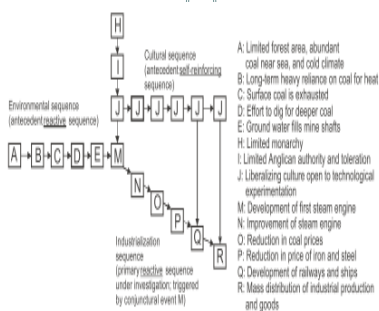 H
I
Cultural sequence
(antecedent self-reinforcing
sequence)
Environmental sequence
(antecedent reactive sequence)
J J J J J J
A B C D E M
N
O
P
Q
R
Industrialization
sequence
(primary reactive sequence
under investigation; triggered
by conjunctural event M)
A: Limited forest area, abundant
coal near sea, and cold climate
B: Long-term heavy reliance on coal for heat
C: Surface coal is exhausted
D: Effort to dig for deeper coal
E: Ground water fills mine shafts
H: Limited monarchy
I: Limited Anglican authority and toleration
J: Liberalizing culture open to technological
experimentation
M: Development of first steam engine
N: Improvement of steam engine
O: Reduction in coal prices
P: Reduction in price of iron and steel
Q: Development of railways and ships
R: Mass distribution of industrial production
and goods